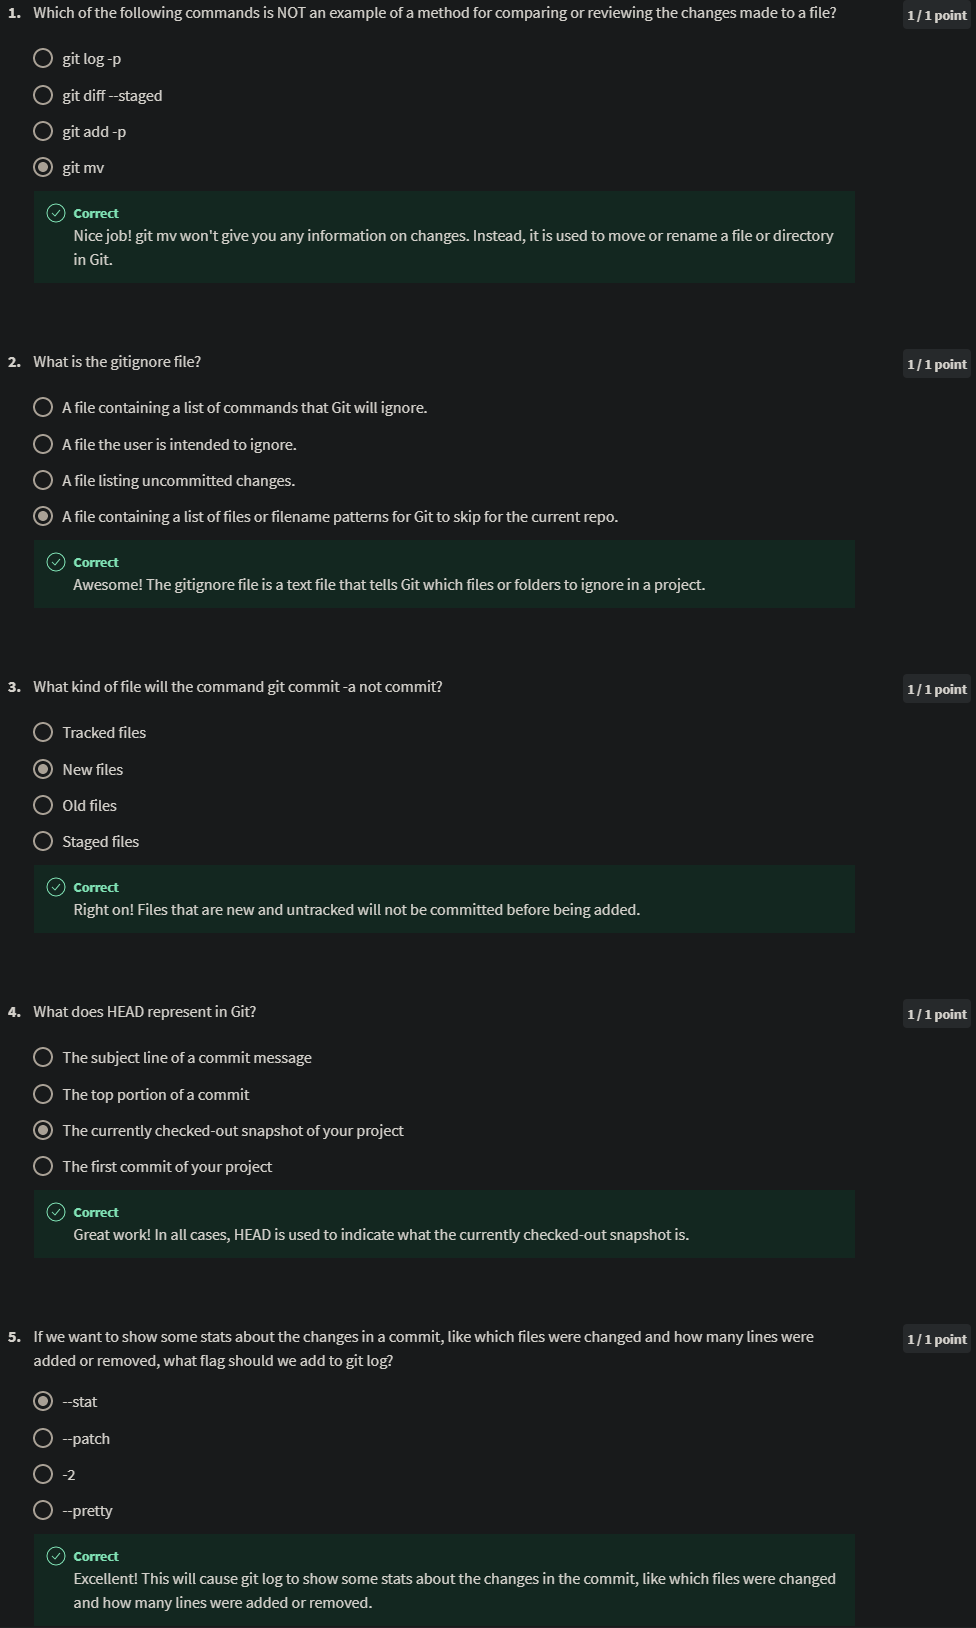 1. Which of the following commands is NOT an example of a method for comparing or reviewing the changes made to a file? 1 / 1 point
git log -p
git diff --staged
git add -p
git mv
Correct
Nice job! git mv won't give you any information on changes. Instead, it is used to move or rename a file or directory
in Git.
2. What is the gitignore file? 1 / 1 point
A file containing a list of commands that Git will ignore.
A file the user is intended to ignore.
A file listing uncommitted changes.
A file containing a list of files or filename patterns for Git to skip for the current repo.
Correct
Awesome! The gitignore file is a text file that tells Git which files or folders to ignore in a project.
3. What kind of file will the command git commit -a not commit? 1 / 1 point
Tracked files
New files
Old files
Staged files
Correct
Right on! Files that are new and untracked will not be committed before being added.
4. What does HEAD represent in Git? 1 / 1 point
The subject line of a commit message
The top portion of a commit
The currently checked-out snapshot of your project
The first commit of your project
Correct
Great work! In all cases, HEAD is used to indicate what the currently checked-out snapshot is.
5. If we want to show some stats about the changes in a commit, like which files were changed and how many lines were 1 / 1 point
added or removed, what flag should we add to git log?
--stat
--patch
-2
--pretty
Correct
Excellent! This will cause git log to show some stats about the changes in the commit, like which files were changed
and how many lines were added or removed.